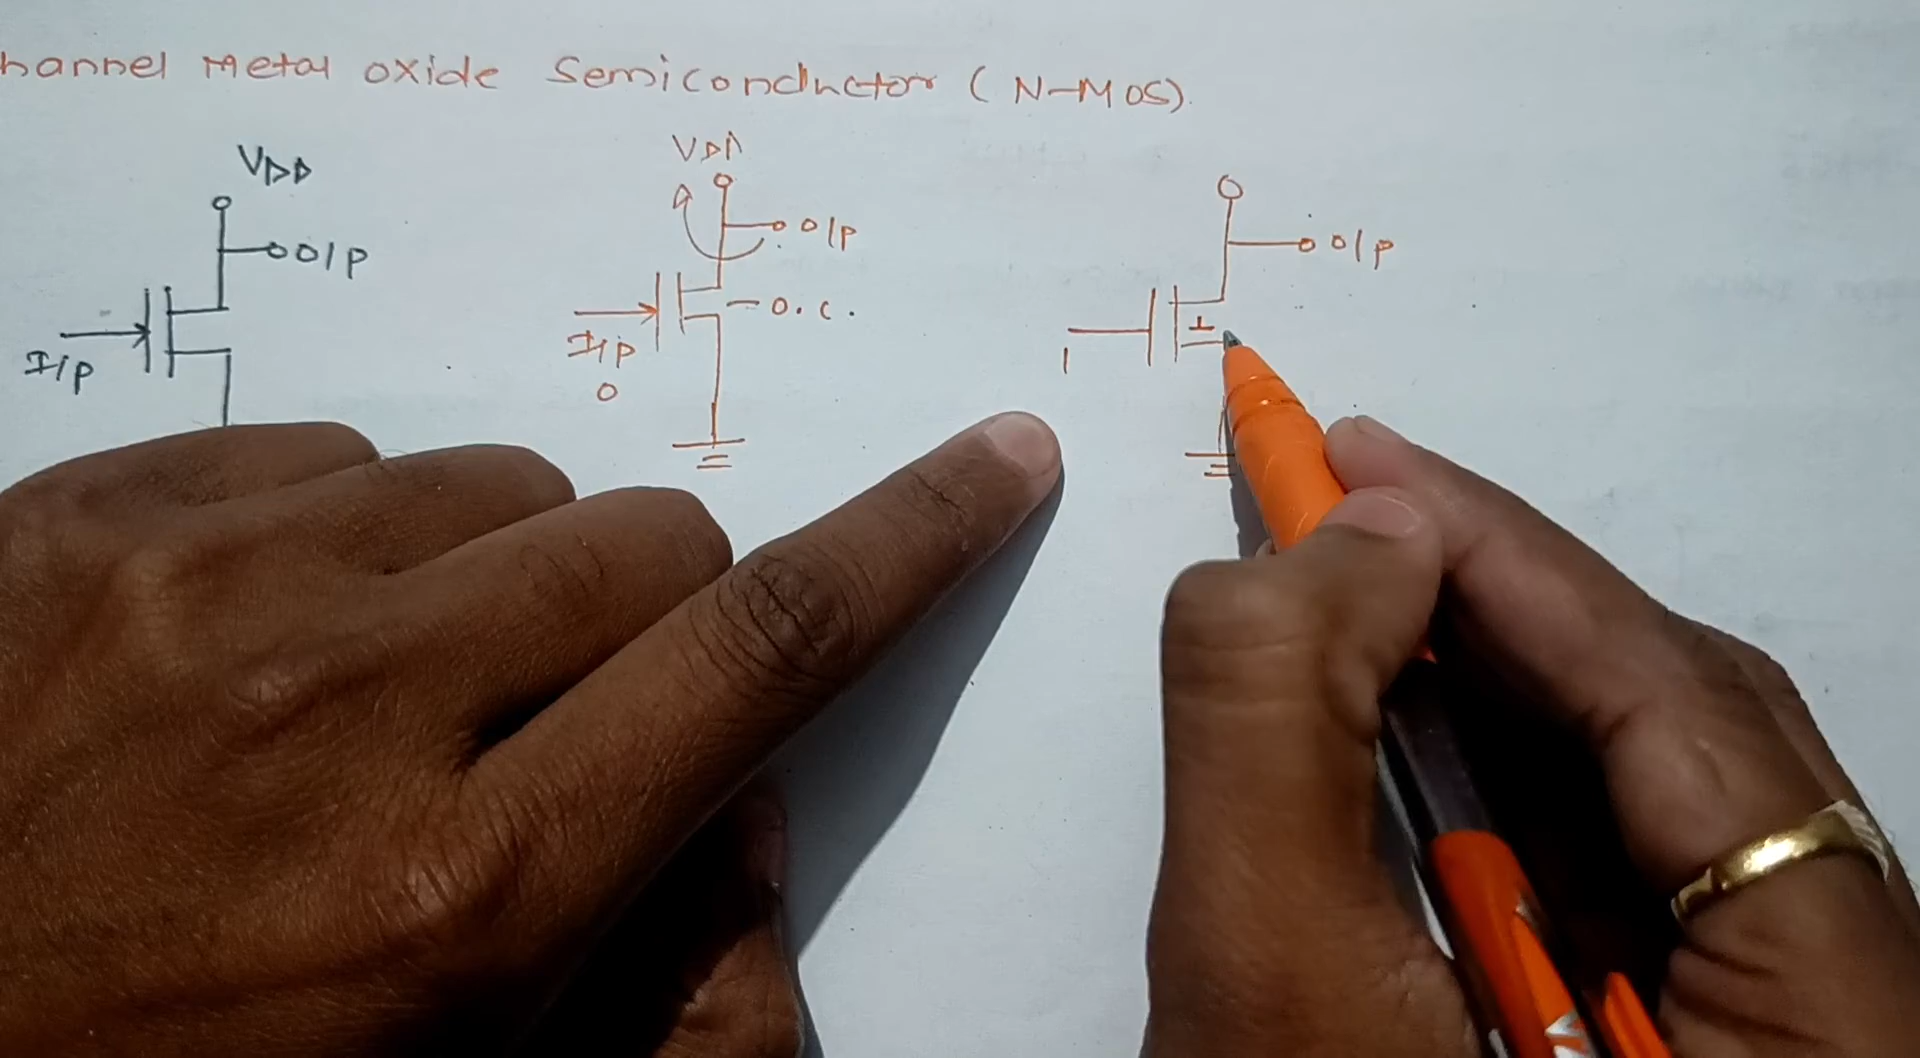 hannel metal oxide Semiconductor (N-MOS).
VDD
O/P
I/P
VDD
O/P
O.C.
I/P
0
O/P
1